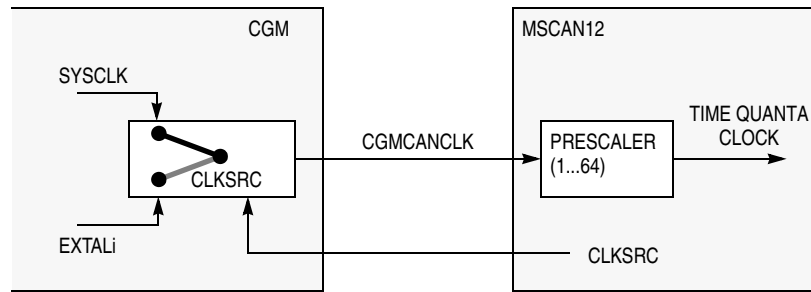 CGM
MSCAN12
SYSCLK
CLKSRC
EXTALi
CGMCANCLK
PRESCALER
(1...64)
TIME QUANTA
CLOCK
CLKSRC